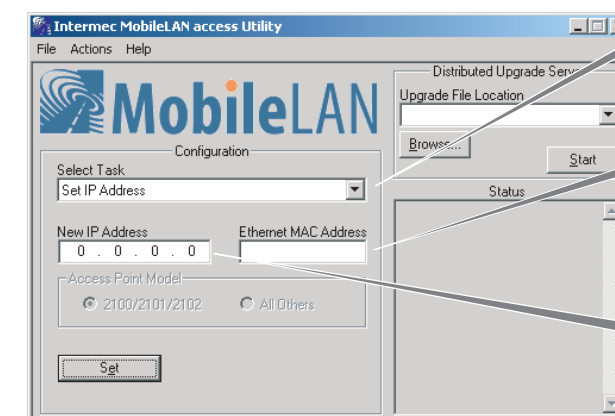 Intermec MobileLAN access Utility
File Actions Help
MobileLAN
Configuration
Select Task
Set IP Address
New IP Address
Ethernet MAC Address
0 . 0 . 0 . 0
Access Point Model
2100/2101/2102
All Others
Set
Distributed Upgrade
Upgrade File Location
Browse...
Start
Status